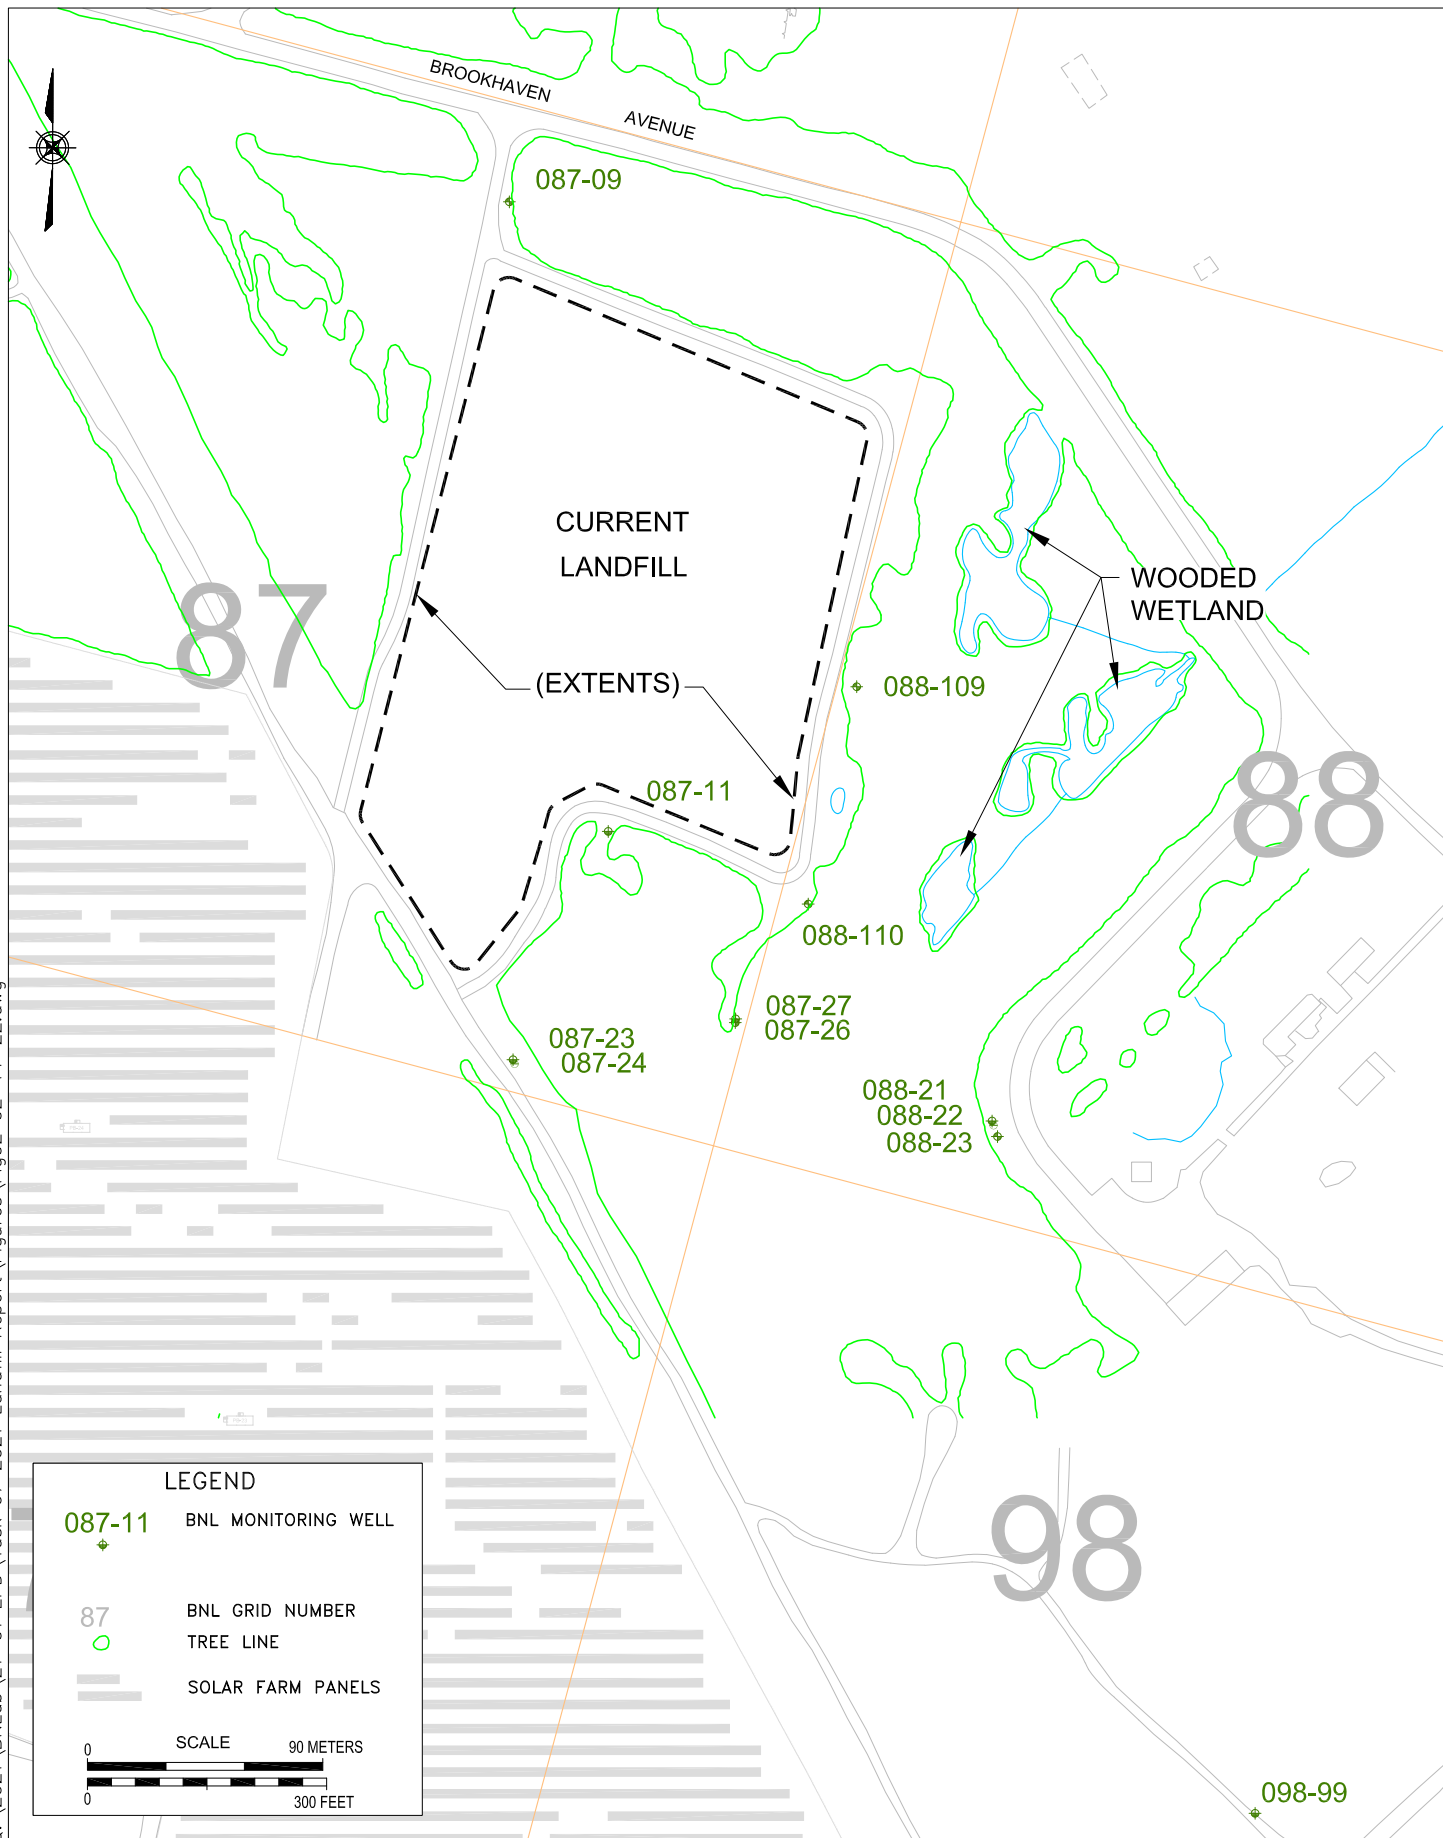 BROOKHAVEN
AVENUE
087-09
CURRENT
LANDFILL
WOODED
WETLAND
87
(EXTENTS)
088-109
087-11
88
088-110
087-27
087-26
087-23
087-24
088-21
088-22
088-23
98
098-99
LEGEND
087-11
BNL MONITORING WELL
87
BNL GRID NUMBER
TREE LINE
SOLAR FARM PANELS
SCALE
0
90 METERS
0
300 FEET